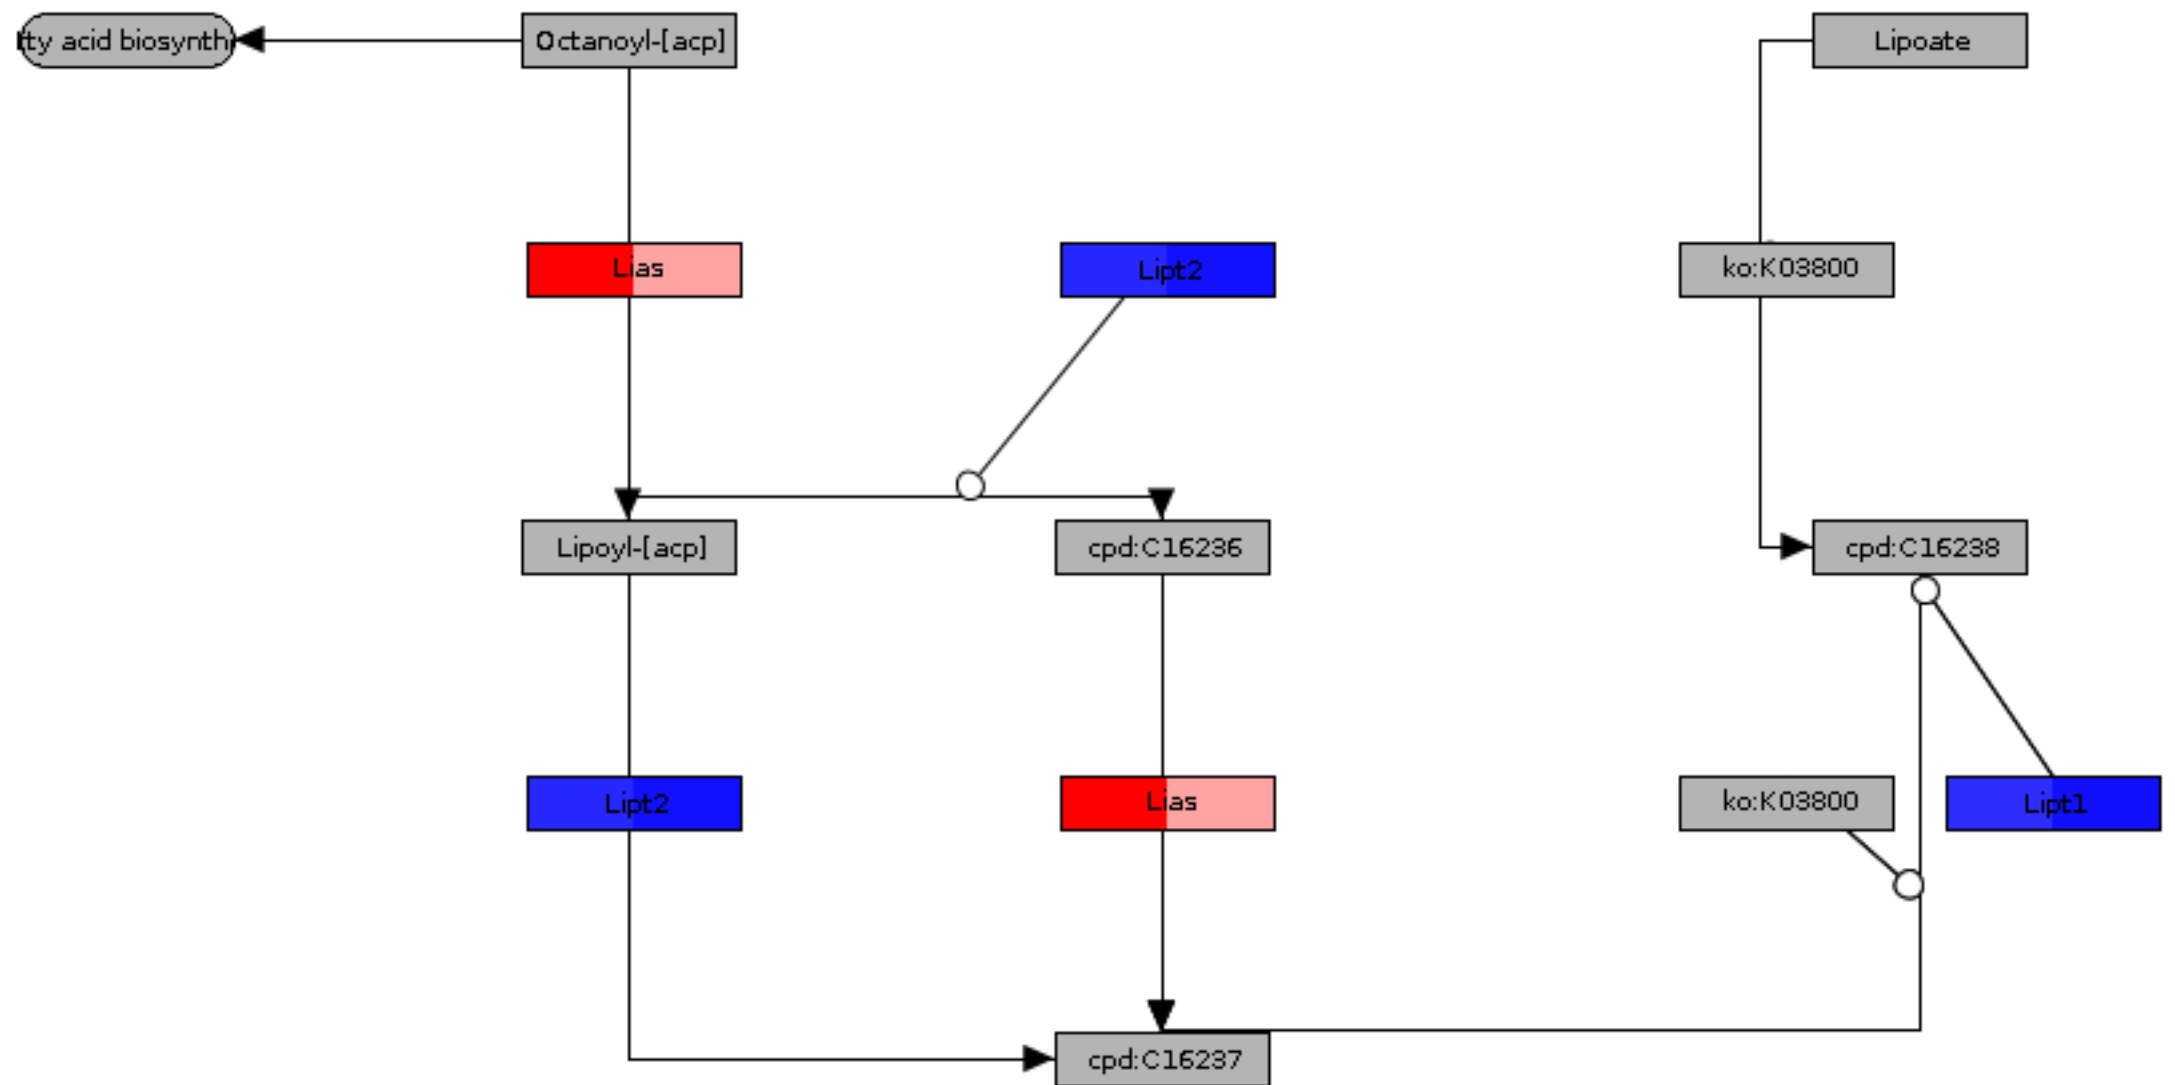 tty acid biosynth
Octanoyl-[acp]
Lipoate
Lias
Lipt2
ko:K03800
Lipoyl-[acp]
cpd:C16236
cpd:C16238
Lipt2
Lias
ko:K03800
Lipt1
cpd:C16237